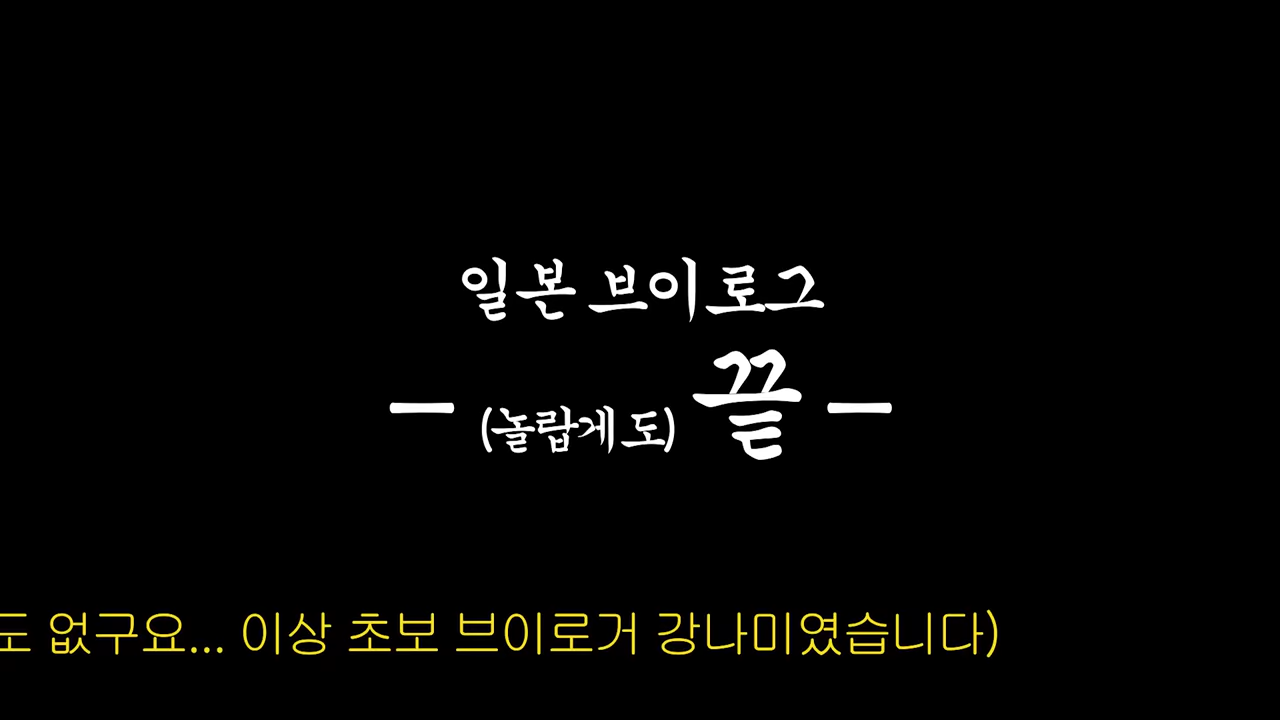 일본 브이로그
— (놀랍게도) 끝 —
도 없구요... 이상 초보 브이로거 강나미였습니다)